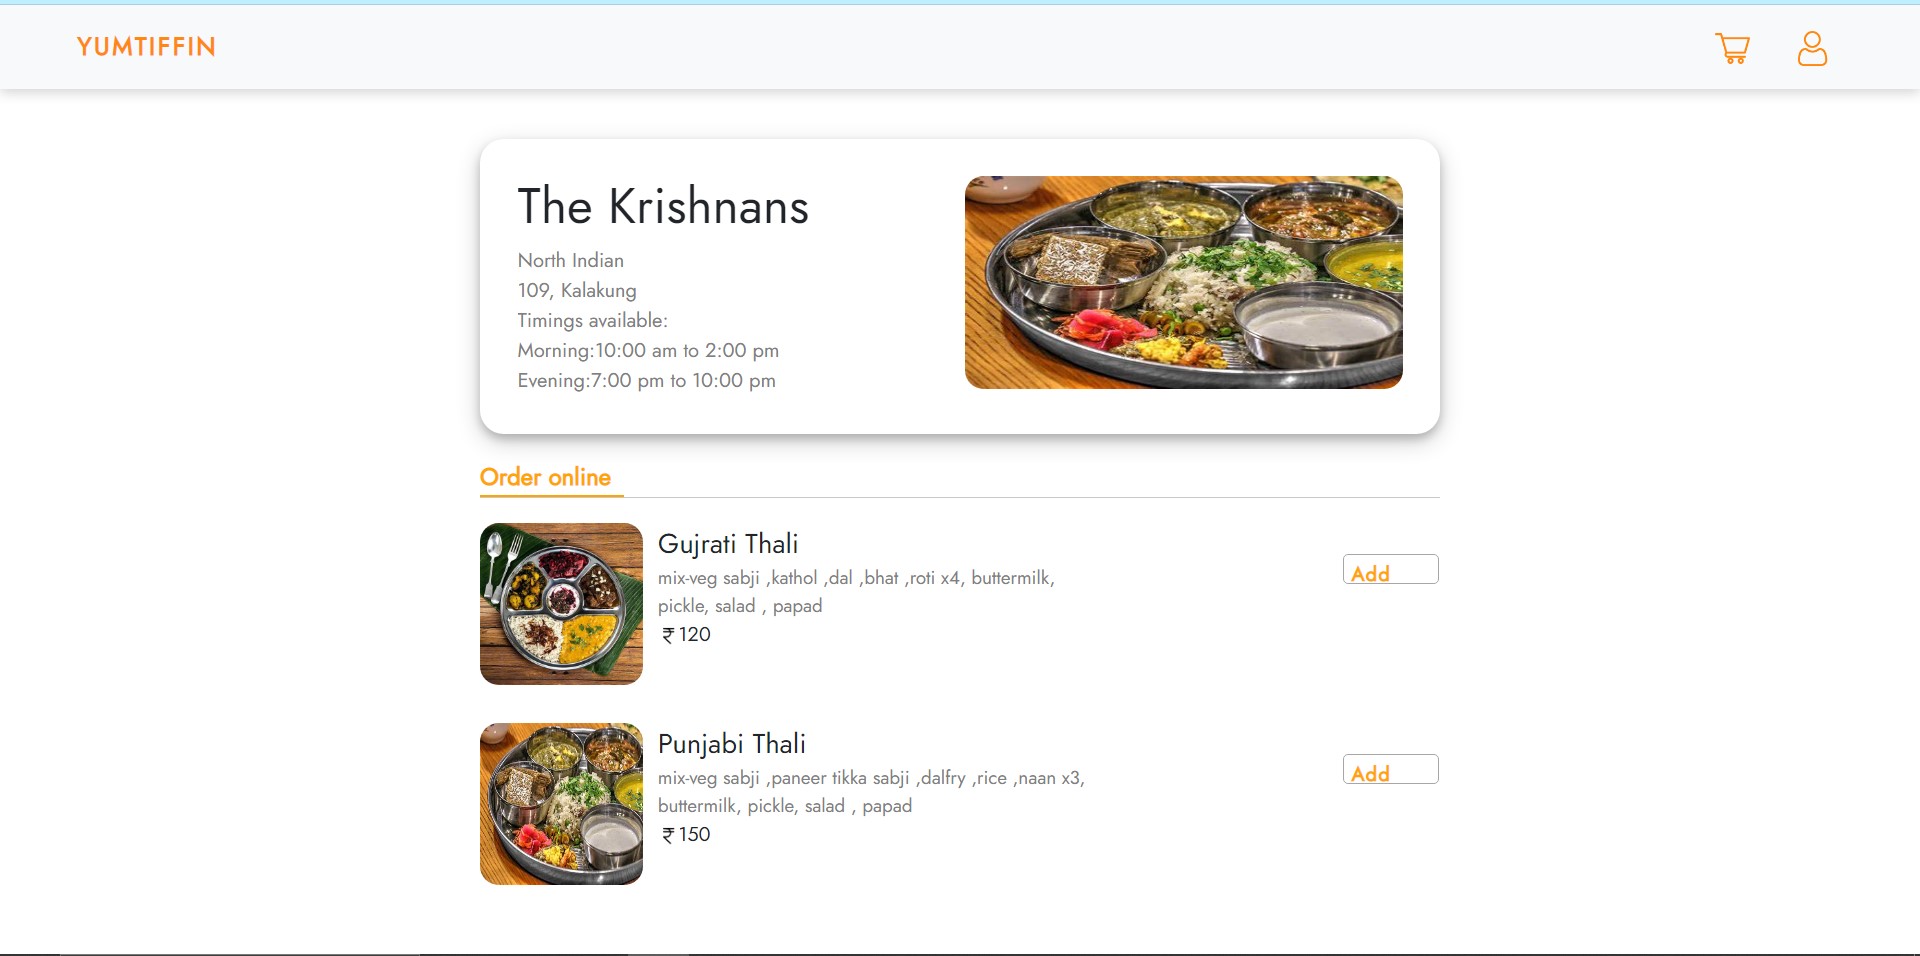 YUMTIFFIN
The Krishnans
North Indian
109, Kalakung
Timings available:
Morning:10:00 am to 2:00 pm
Evening:7:00 pm to 10:00 pm
Order online
Gujrati Thali
mix-veg sabji ,kathol ,dal ,bhat ,roti x4, buttermilk,
pickle, salad , papad
₹120
Add
Punjabi Thali
mix-veg sabji ,paneer tikka sabji ,dalfry ,rice ,naan x3,
buttermilk, pickle, salad , papad
₹150
Add